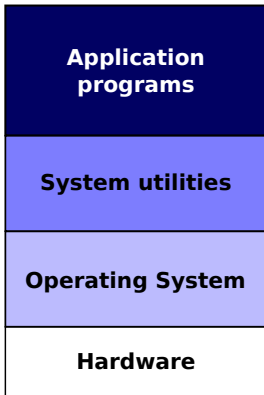 Application
programs
System utilities
Operating System
Hardware